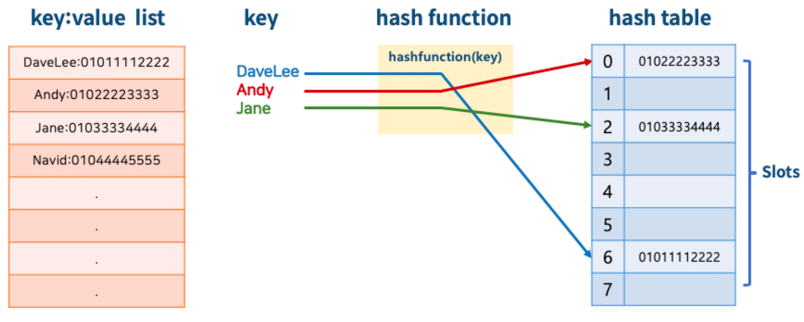 key:value list
key
hash function
hash table
DaveLee:01011112222
Andy:01022223333
Jane:01033334444
Navid:01044445555
.
.
.
.
DaveLee
Andy
Jane
hashfunction(key)
0 01022223333
1
2 01033334444
3
4
5
6 01011112222
7
Slots